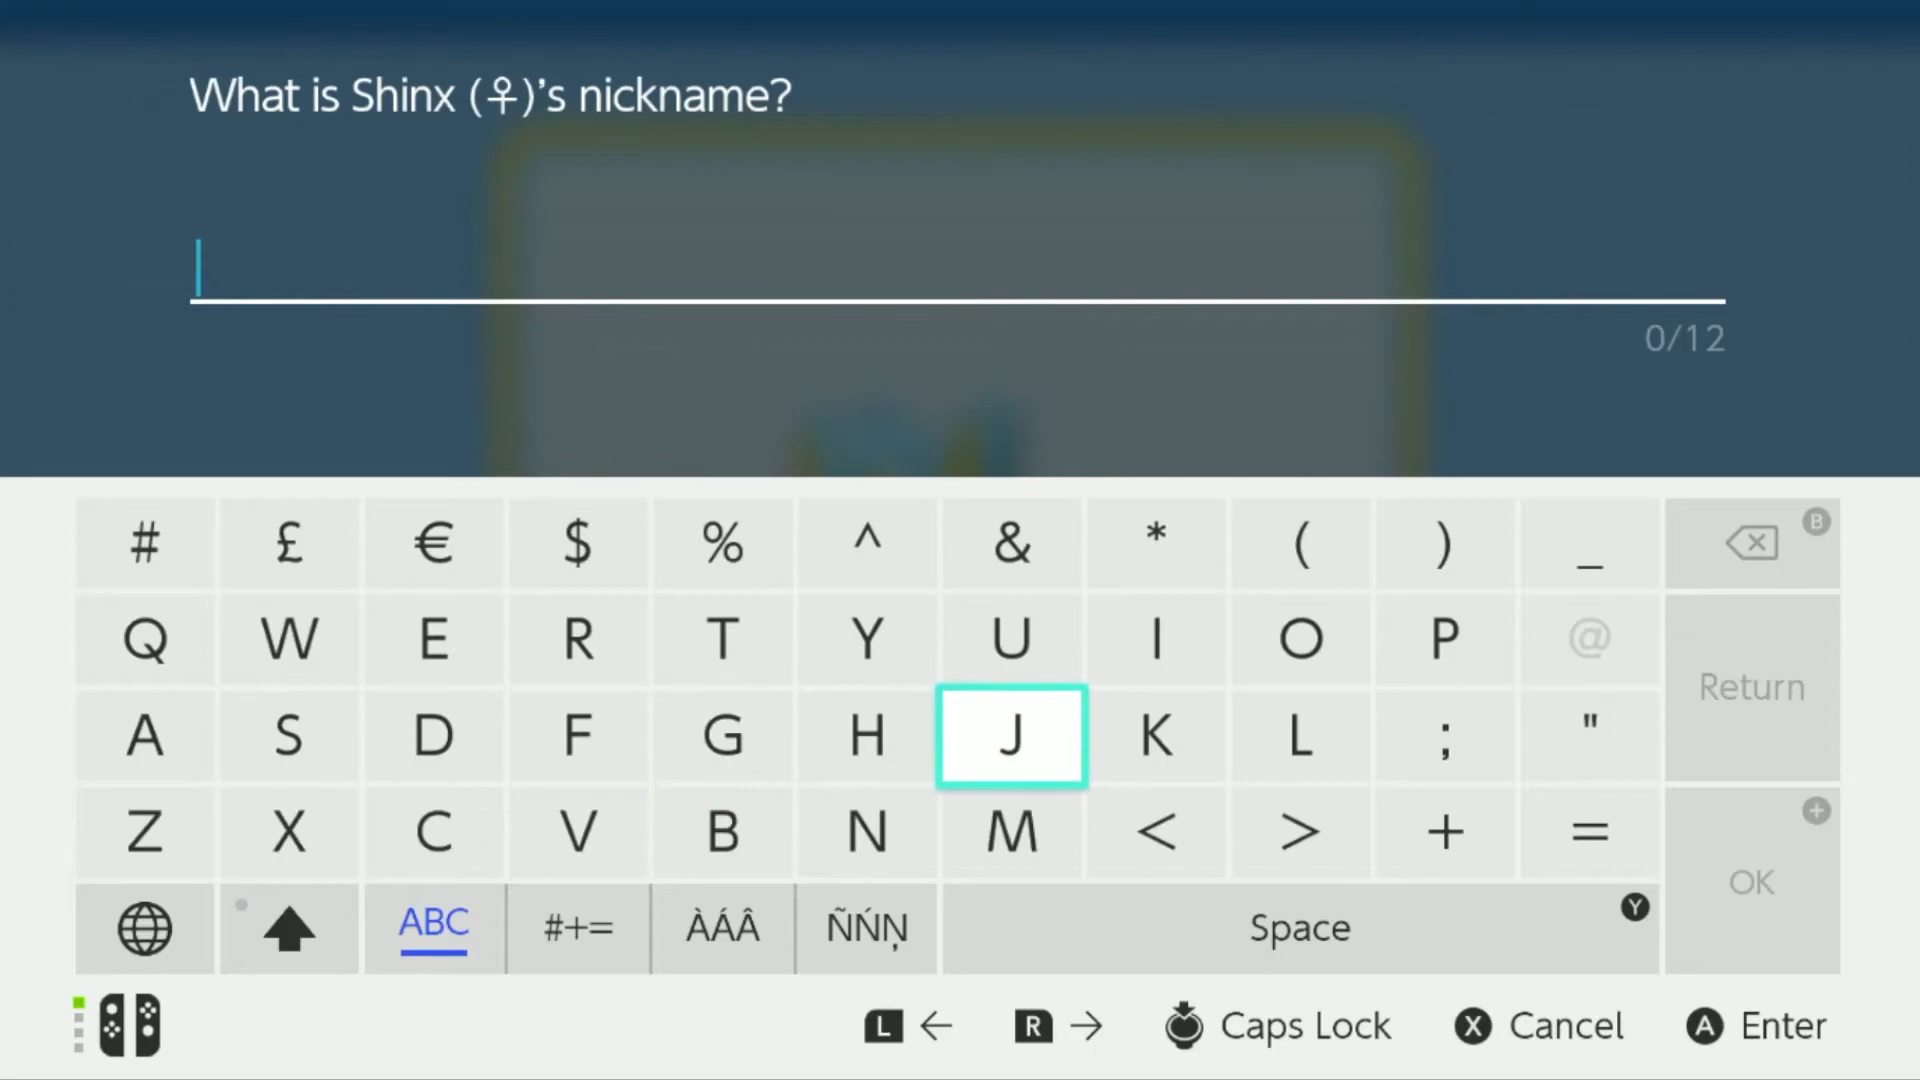 What is Shinx (♀)'s nickname?
0/12
# £ € $ % ^ & * ( ) _ B
Q W E R T Y U I O P @
Return
A S D F G H J K L ; "
Z X C V B N M < > + = +
OK
ABC #+= ÀÁÂ ÑŃŅ Space Y
L ← R → Caps Lock X Cancel A Enter